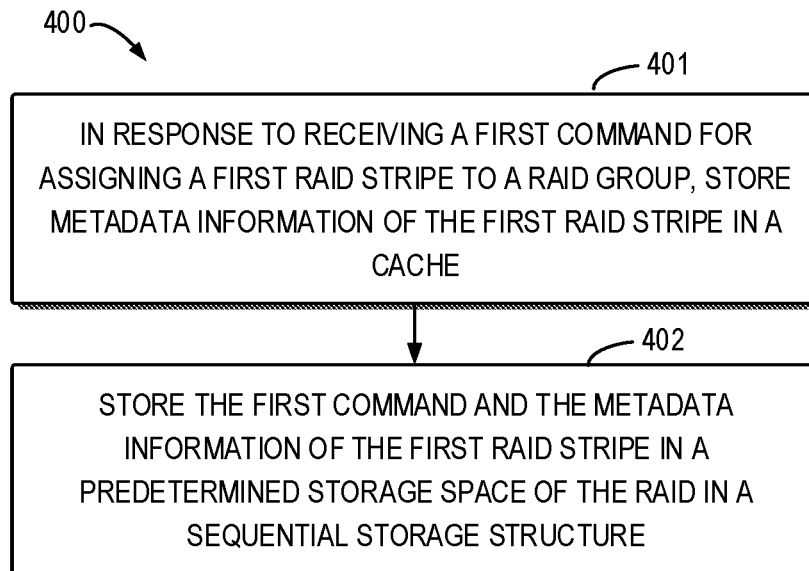 400
401
IN RESPONSE TO RECEIVING A FIRST COMMAND FOR
ASSIGNING A FIRST RAID STRIPE TO A RAID GROUP, STORE
METADATA INFORMATION OF THE FIRST RAID STRIPE IN A
CACHE
402
STORE THE FIRST COMMAND AND THE METADATA
INFORMATION OF THE FIRST RAID STRIPE IN A
PREDETERMINED STORAGE SPACE OF THE RAID IN A
SEQUENTIAL STORAGE STRUCTURE